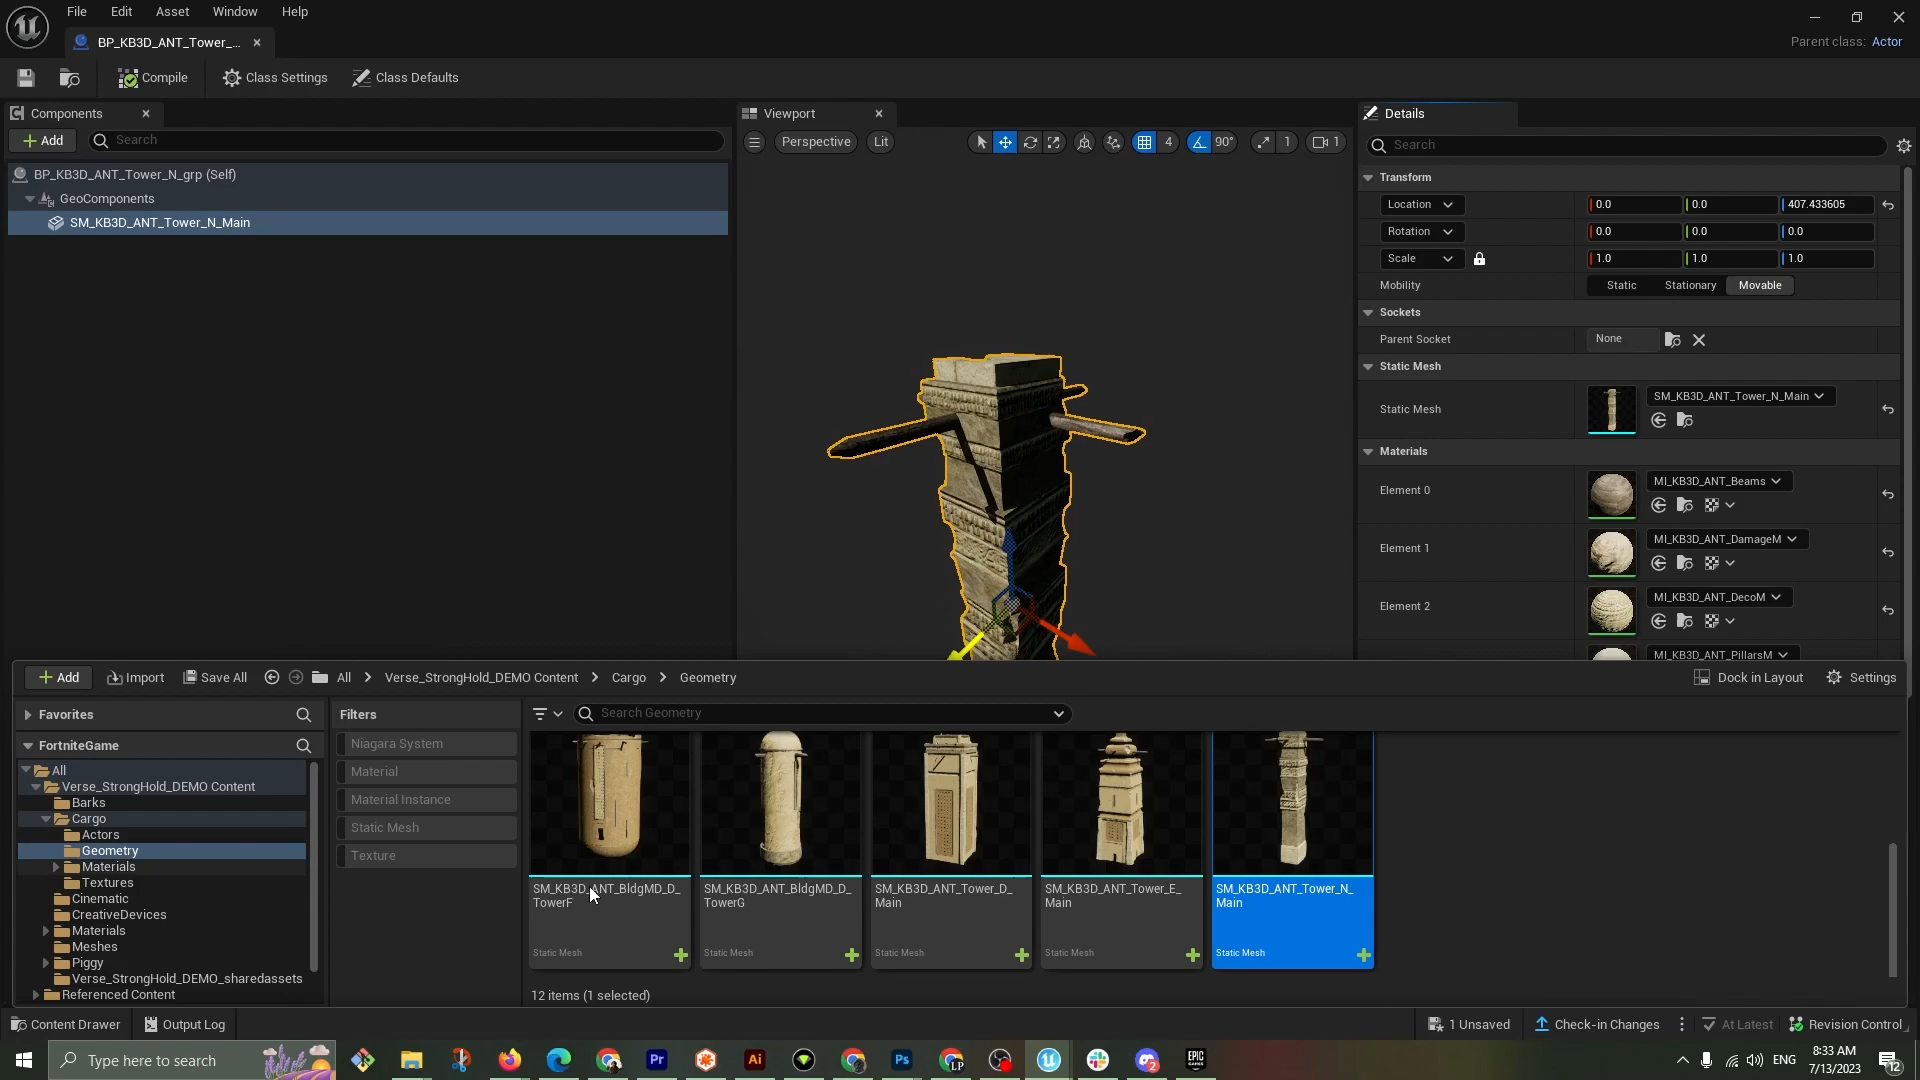 File Edit Asset Window Help
BP_KB3D_ANT_Tower_...
Parent class: Actor
Compile Class Settings Class Defaults
Components
Add Search
BP_KB3D_ANT_Tower_N_grp (Self)
GeoComponents
SM_KB3D_ANT_Tower_N_Main
Viewport
Perspective Lit 4 90° 1 1
Details
Search
Transform
Location 0.0 0.0 407.433605
Rotation 0.0 0.0 0.0
Scale 1.0 1.0 1.0
Mobility Static Stationary Movable
Sockets
Parent Socket None
Static Mesh
Static Mesh SM_KB3D_ANT_Tower_N_Main
Materials
Element 0 MI_KB3D_ANT_Beams
Element 1 MI_KB3D_ANT_DamageM
Element 2 MI_KB3D_ANT_DecoM
MI_KB3D_ANT_PillarsM
Add Import Save All All Verse_StrongHold_DEMO Content Cargo Geometry Dock in Layout Settings
Favorites
FortniteGame
All
Verse_StrongHold_DEMO Content
Barks
Cargo
Actors
Geometry
Materials
Textures
Cinematic
CreativeDevices
Materials
Meshes
Piggy
Verse_StrongHold_DEMO_sharedassets
Referenced Content
Filters
Niagara System
Material
Material Instance
Static Mesh
Texture
Search Geometry
SM_KB3D_ANT_BldgMD_D_
TowerF
Static Mesh
SM_KB3D_ANT_BldgMD_D_
TowerG
Static Mesh
SM_KB3D_ANT_Tower_D_
Main
Static Mesh
SM_KB3D_ANT_Tower_E_
Main
Static Mesh
SM_KB3D_ANT_Tower_N_
Main
Static Mesh
12 items (1 selected)
Content Drawer Output Log 1 Unsaved Check-in Changes At Latest Revision Control
Type here to search
Pr Ai Ps LP 2 EPIC GAMES
ENG
8:33 AM
7/13/2023
12